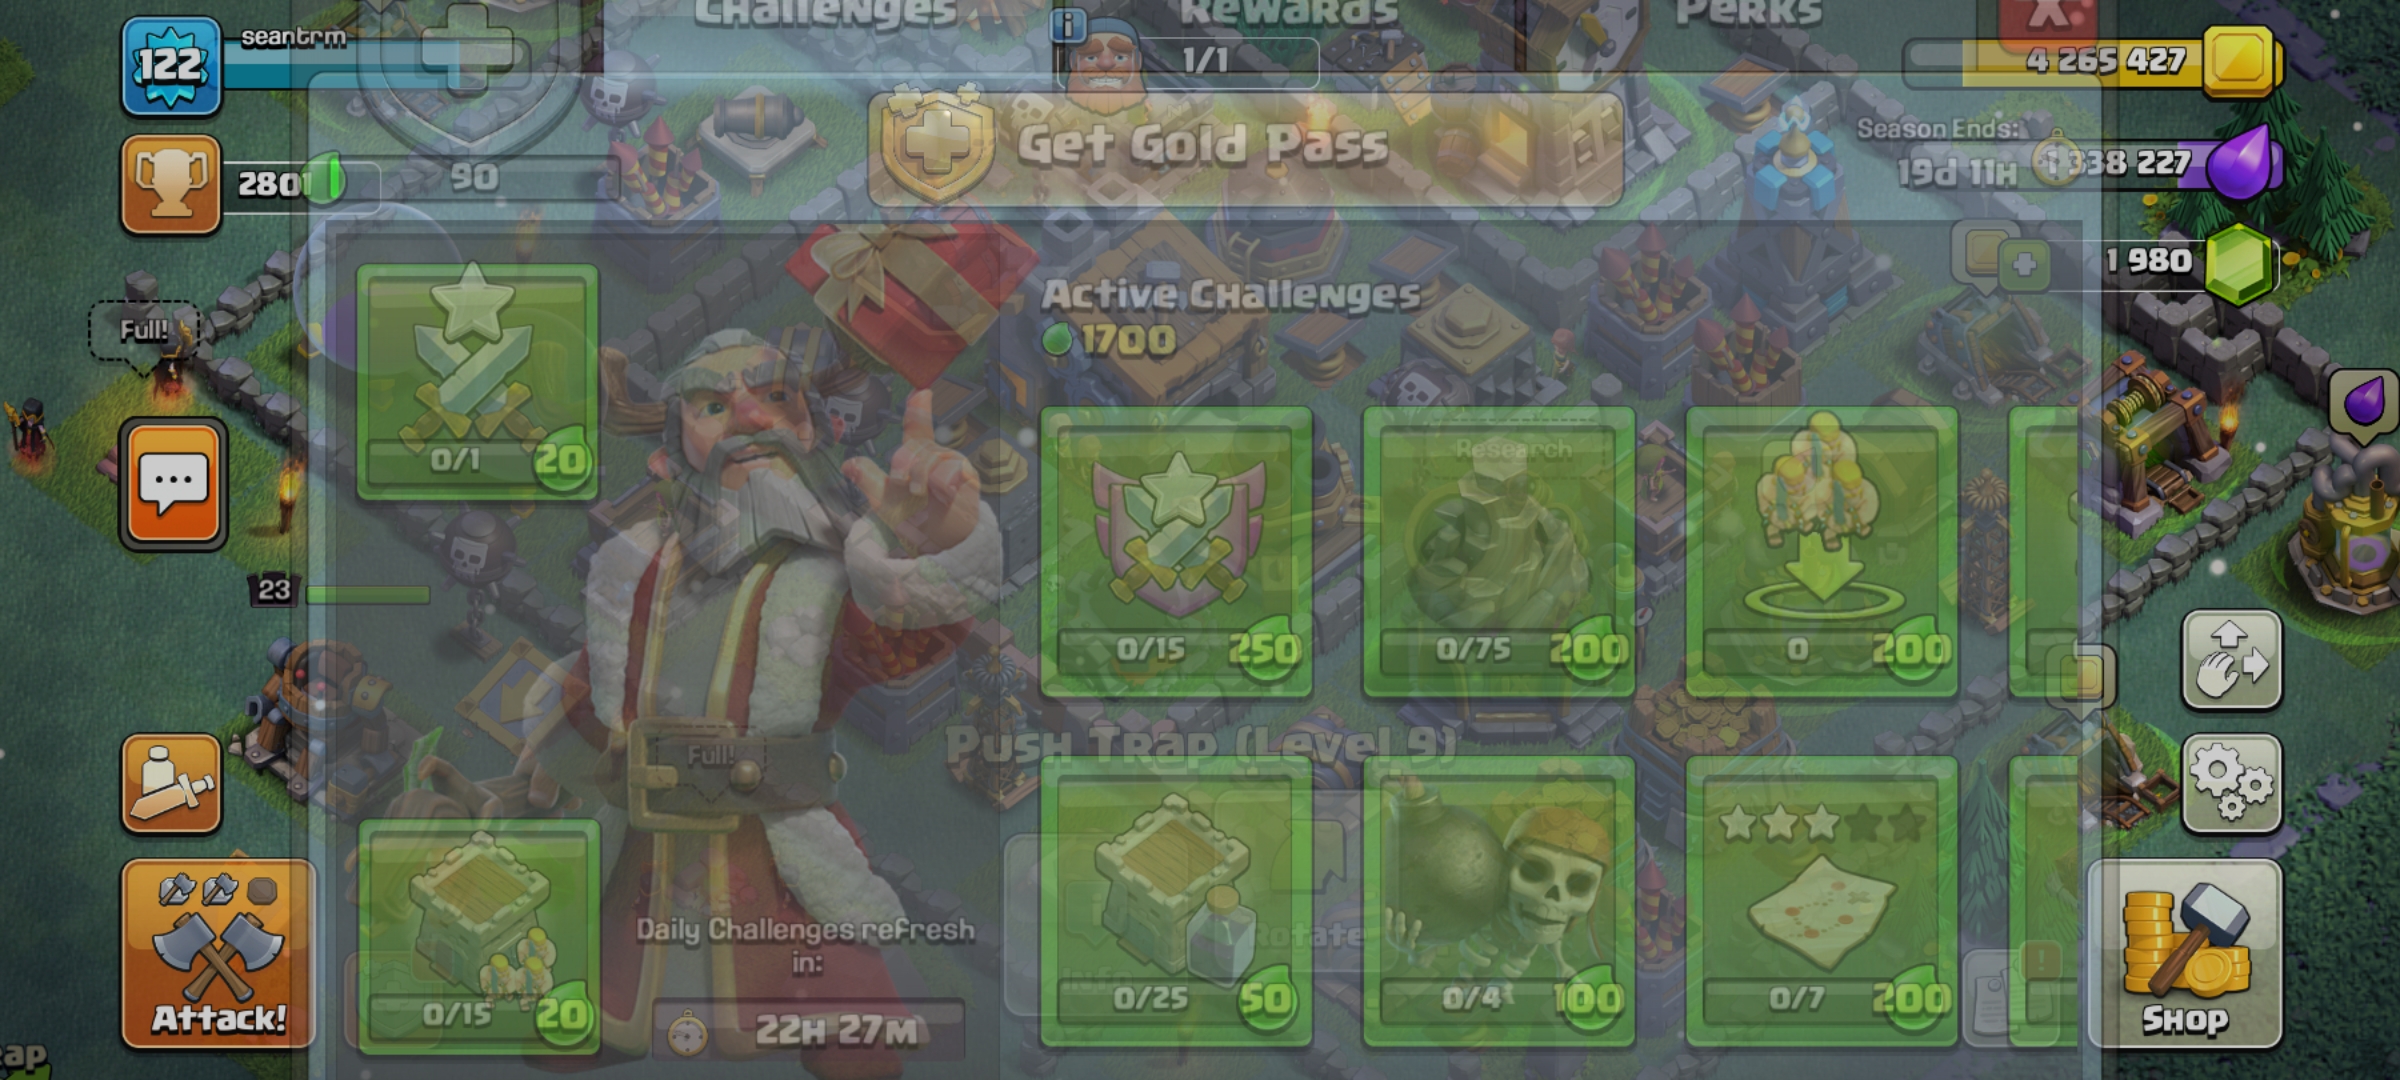 Challenges
Rewards
Perks
122
seantrm
1/1
4 265 427
Get Gold Pass
Season Ends:
19d 11H
338 227
2801
90
1 980
Full!
Active Challenges
1700
Research
0/1
20
0/15
250
0/75
200
0
200
23
Push Trap (Level 9)
Full!
Daily Challenges refresh
in:
22H 27M
Rotate
Info
0/15
20
0/25
50
0/4
100
0/7
200
Attack!
Shop